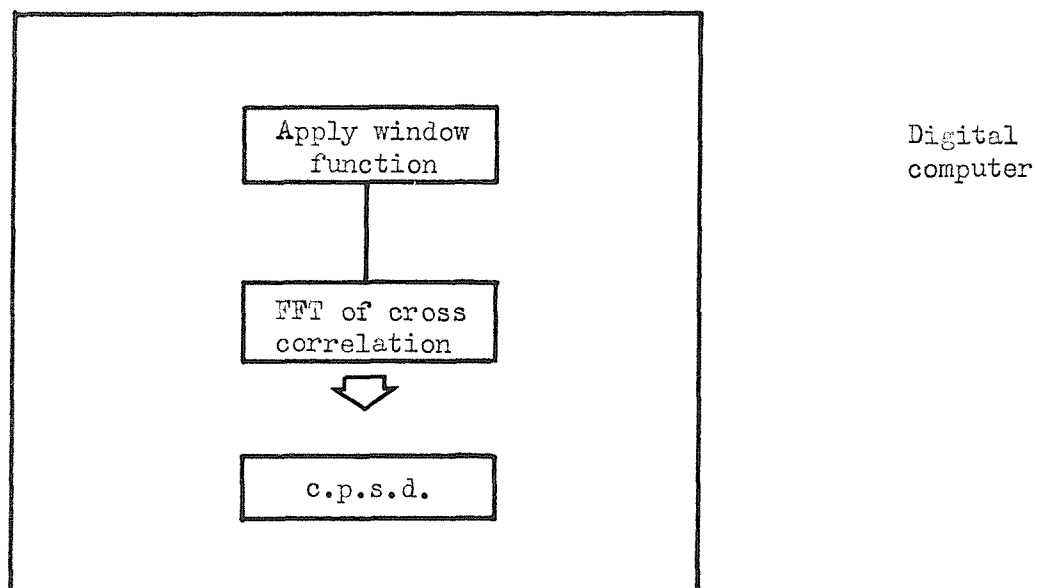 Apply window
function
Digital
computer
FFT of cross
correlation
c.p.s.d.